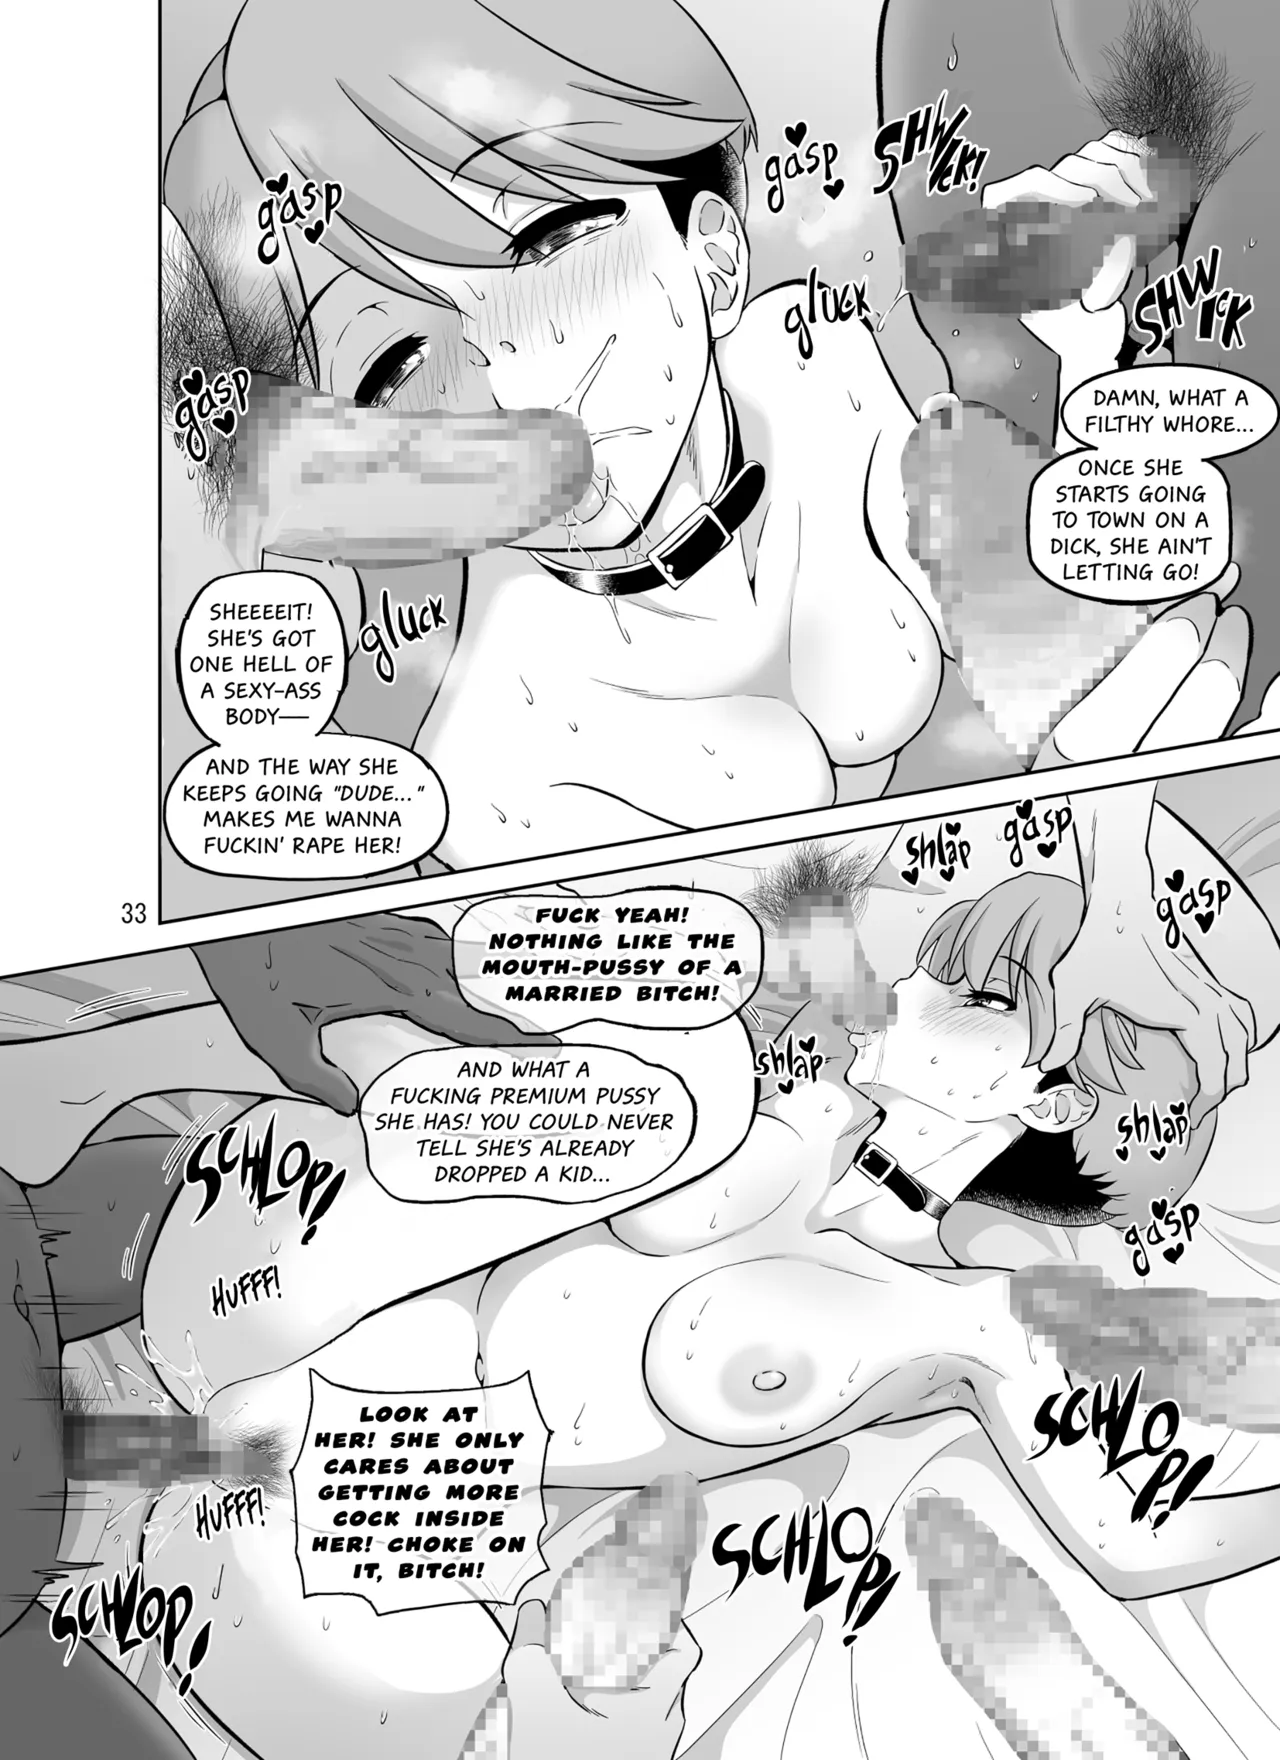 gasp
gasp
SHWICK!
gluck
gasp
SHWICK
DAMN, WHAT A
FILTHY WHORE...
ONCE SHE
STARTS GOING
TO TOWN ON A
DICK, SHE AIN'T
LETTING GO!
gluck
SHEEEEIT!
SHE'S GOT
ONE HELL OF
A SEXY-ASS
BODY—
AND THE WAY SHE
KEEPS GOING "DUDE..."
MAKES ME WANNA
FUCKIN' RAPE HER!
33
shlap
gasp
gasp
FUCK YEAH!
NOTHING LIKE THE
MOUTH-PUSSY OF A
MARRIED BITCH!
shlap
AND WHAT A
FUCKING PREMIUM PUSSY
SHE HAS! YOU COULD NEVER
TELL SHE'S ALREADY
DROPPED A KID...
shlap
gasp
SCHLOP!
HUFFF!
LOOK AT
HER! SHE ONLY
CARES ABOUT
GETTING MORE
COCK INSIDE
HER! CHOKE ON
IT, BITCH!
HUFFF!
SCHLOP!
SCHLOP!
SCHLOP!